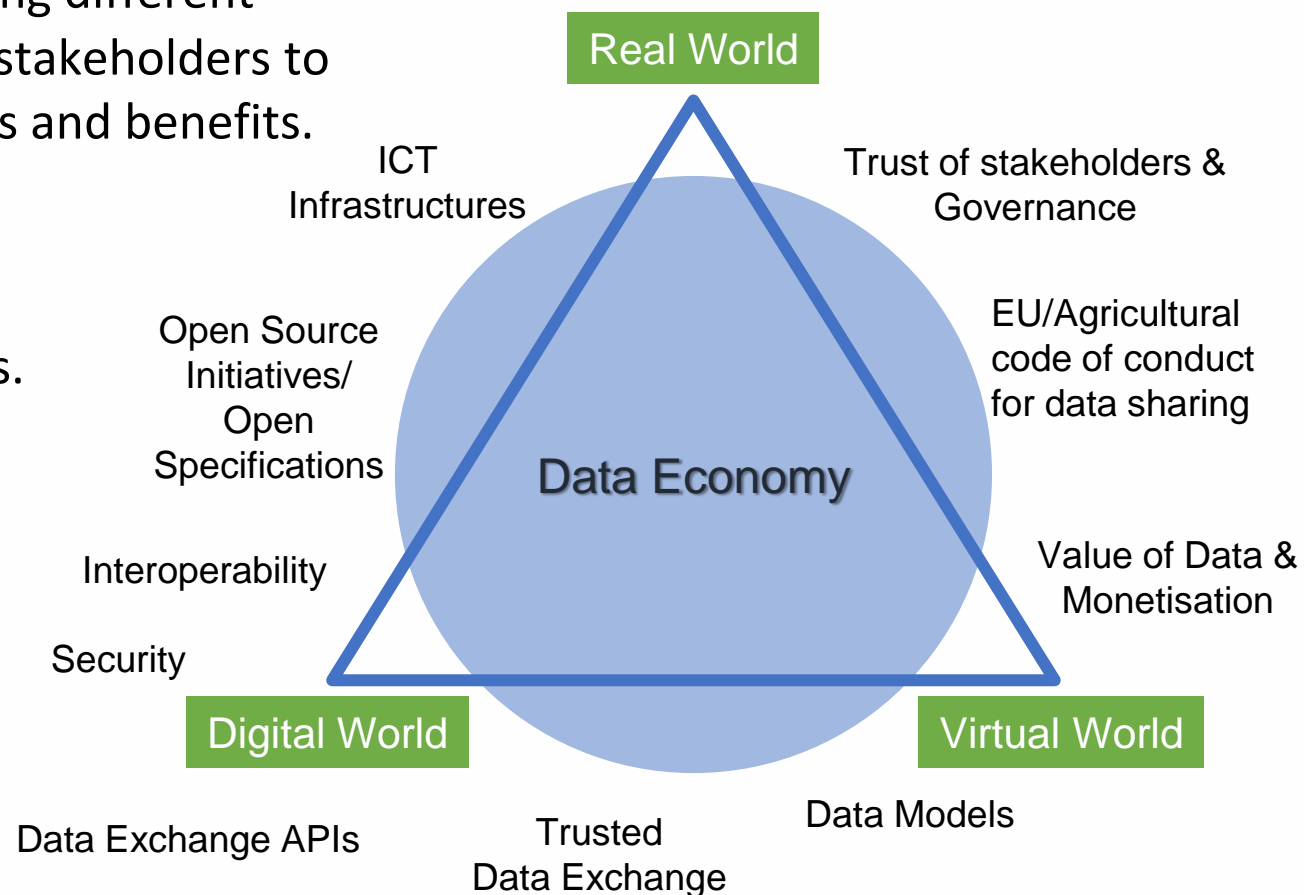 ng different
stakeholders to
s and benefits.
s.
Real World
ICT
Infrastructures
Trust of stakeholders &
Governance
Open Source
Initiatives/
Open
Specifications
EU/Agricultural
code of conduct
for data sharing
Data Economy
Interoperability
Value of Data &
Monetisation
Security
Digital World
Virtual World
Data Exchange APIs
Trusted
Data Exchange
Data Models